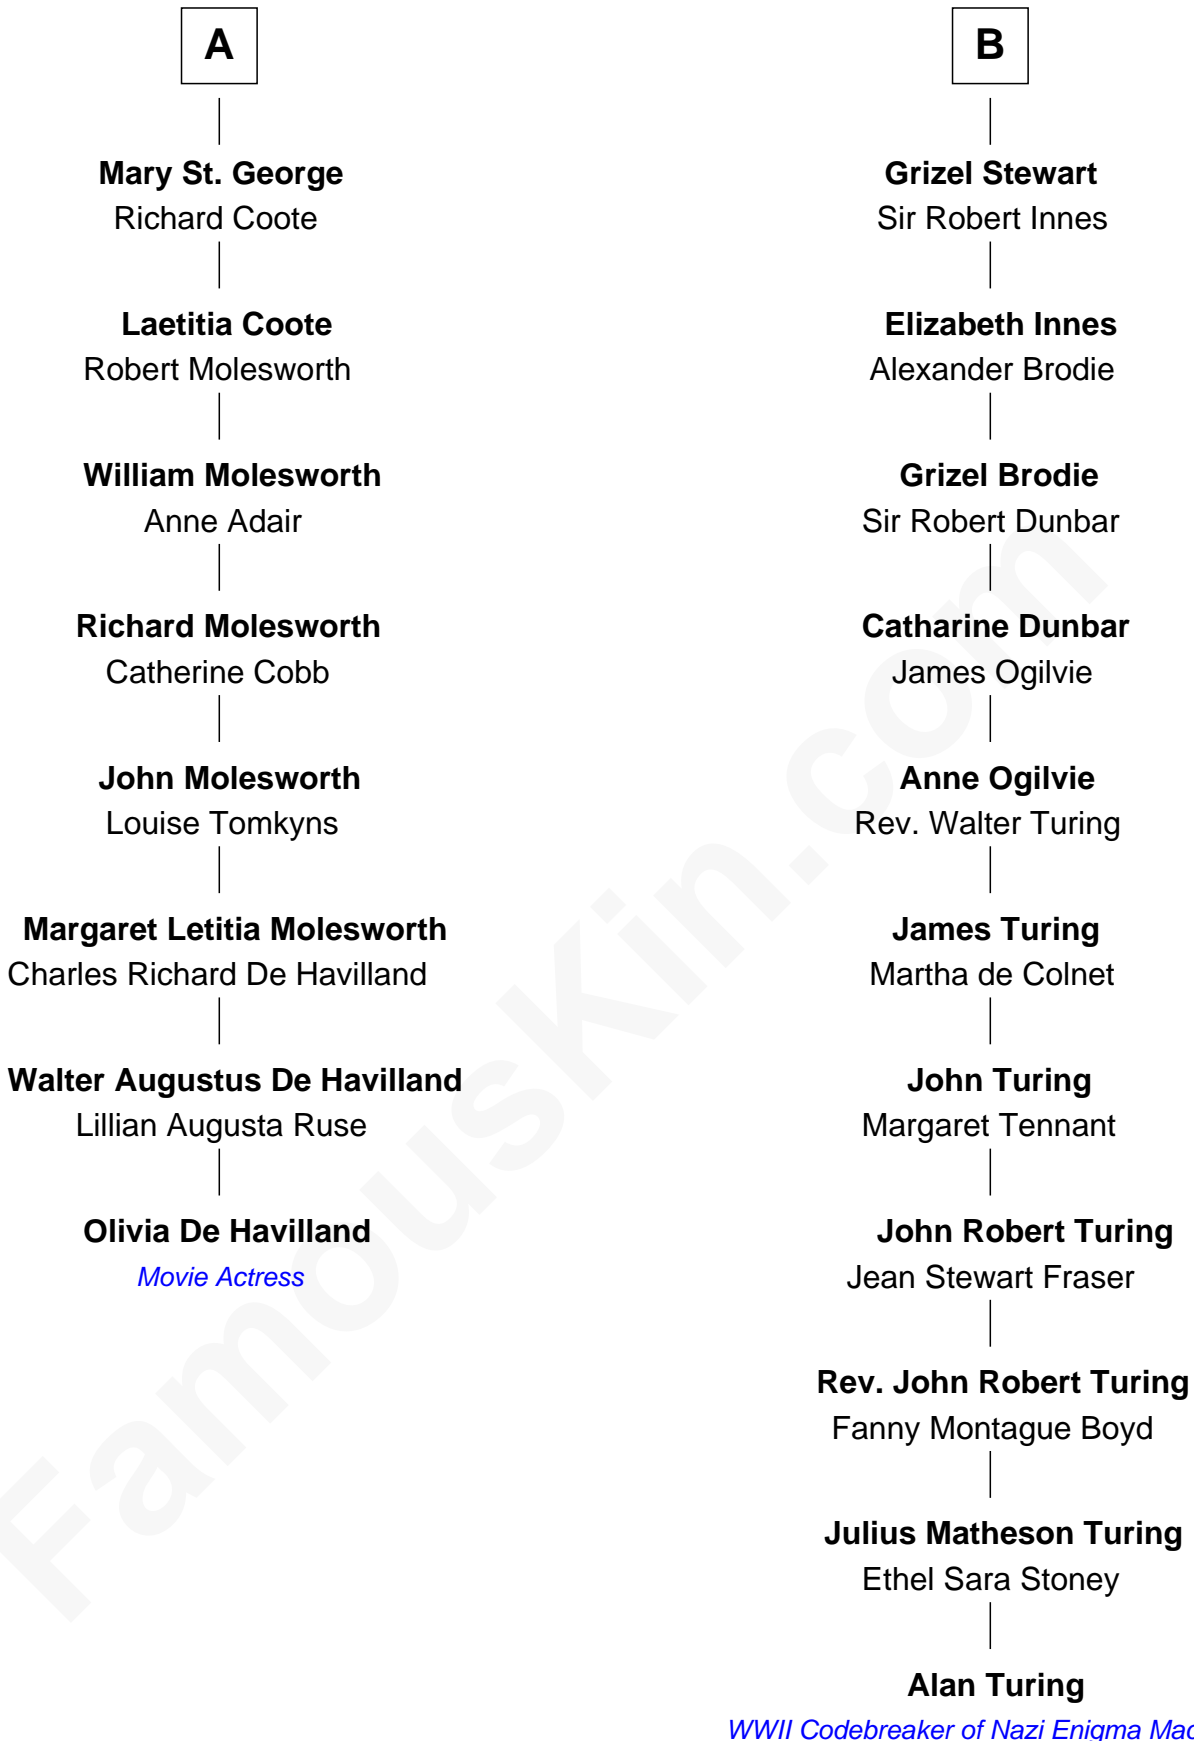 A
Mary St. George
Richard Coote
Laetitia Coote
Robert Molesworth
William Molesworth
Anne Adair
Richard Molesworth
Catherine Cobb
John Molesworth
Louise Tomkyns
Margaret Letitia Molesworth
Charles Richard De Havilland
Walter Augustus De Havilland
Lillian Augusta Ruse
Olivia De Havilland
Movie Actress
B
Grizel Stewart
Sir Robert Innes
Elizabeth Innes
Alexander Brodie
Grizel Brodie
Sir Robert Dunbar
Catharine Dunbar
James Ogilvie
Anne Ogilvie
Rev. Walter Turing
James Turing
Martha de Colnet
John Turing
Margaret Tennant
John Robert Turing
Jean Stewart Fraser
Rev. John Robert Turing
Fanny Montague Boyd
Julius Matheson Turing
Ethel Sara Stoney
Alan Turing
WWII Codebreaker of Nazi Enigma
FamousKin.com